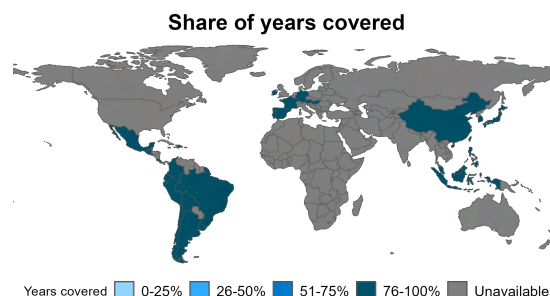 Share of years covered
Years covered 0-25% 26-50% 51-75% 76-100% Unavailable